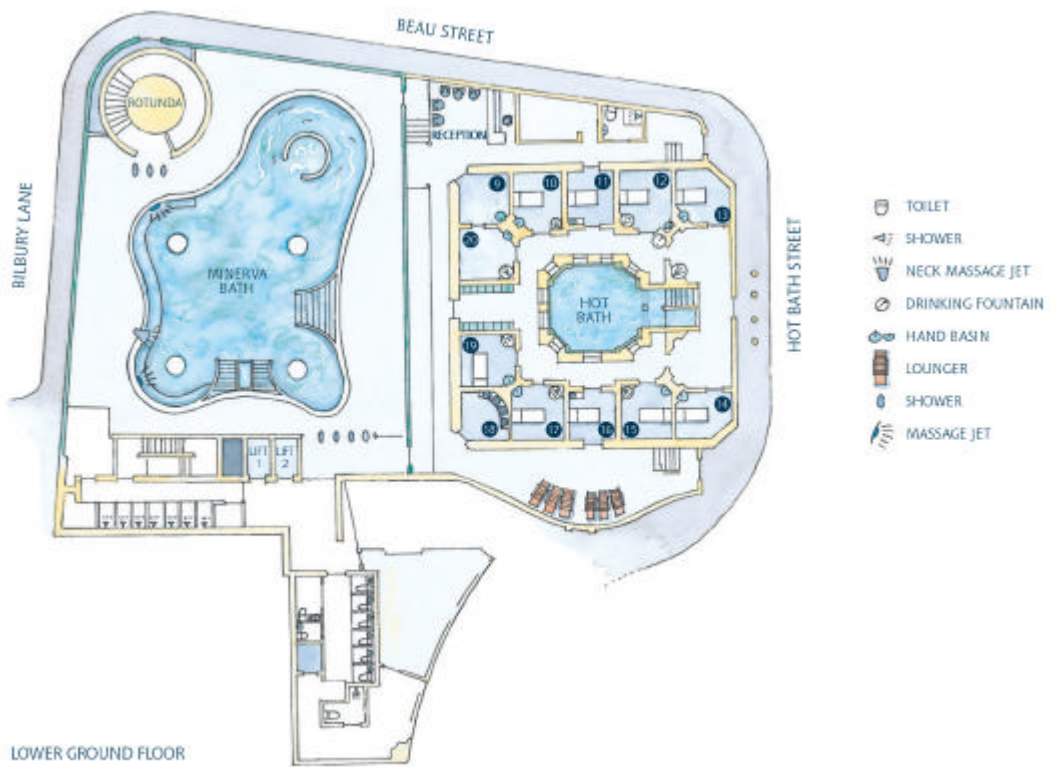 BEAU STREET
ROTUNDA
RECEPTION
BILBURY LANE
MINERVA
BATH
HOT
BATH
HOT BATH STREET
9
10
11
12
13
20
19
18
17
16
15
14
LIFT
1
LIFT
2
TOILET
SHOWER
NECK MASSAGE JET
DRINKING FOUNTAIN
HAND BASIN
LOUNGER
SHOWER
MASSAGE JET
LOWER GROUND FLOOR